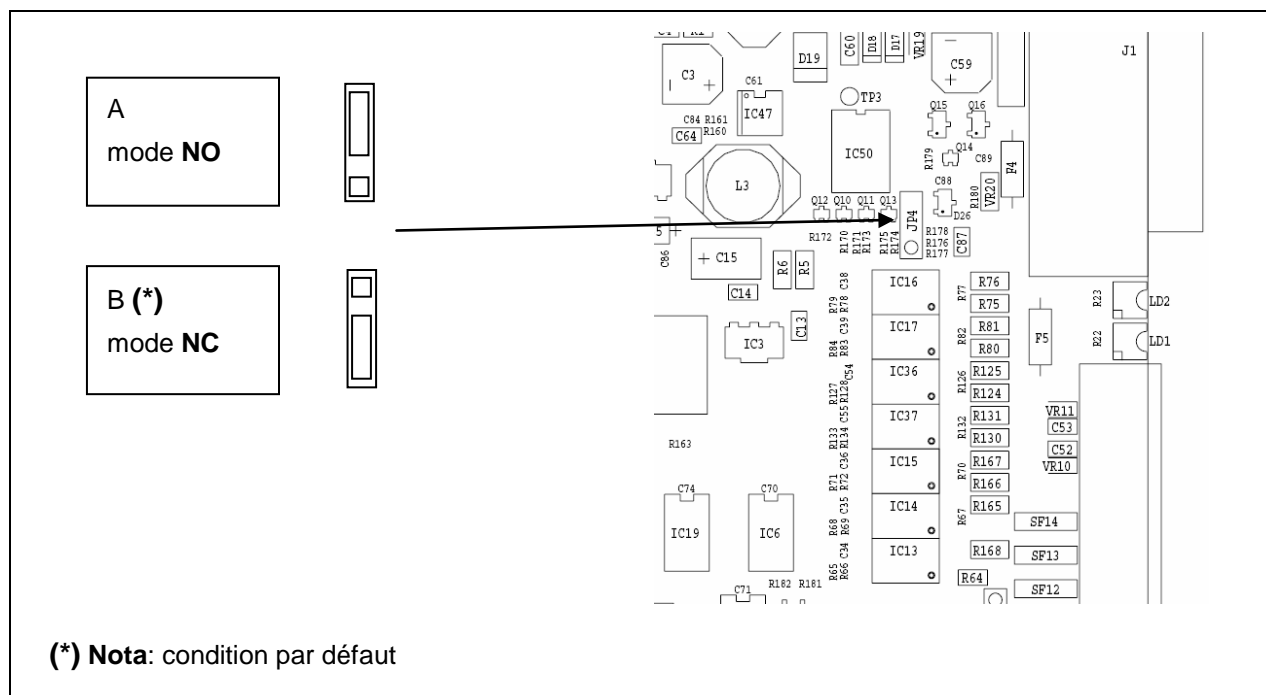 A
mode NO
B (*)
mode NC
(*) Nota: condition par défaut
C4 R1
C3
C61
IC47
C84 R161
C64 R160
D19
C60
D18
D17
VR19
C59
J1
TP3
IC50
Q15 Q16
Q14
R179
C89
F4
L3
C88
R180
VR20
Q12 Q10 Q11 Q13
JP4
D26
5
C86
R172
R170
R171
R173
R175
R174
R178
R176
R177
C87
C15
R6
R5
C14
C13
IC3
C38
R79
R78
IC16
R77
R76
R75
C39
R84
R83
IC17
R82
R81
R80
F5
R23
LD2
R22
LD1
C54
R127
R128
IC36
R126
R125
R124
C55
R133
R134
IC37
R132
R131
R130
VR11
C53
C52
VR10
R163
C36
R71
R72
IC15
R70
R167
R166
C74
IC19
C70
IC6
C35
R68
R69
IC14
R67
R165
SF14
C34
R65
R66
IC13
R168
SF13
R64
SF12
C71
R182 R181